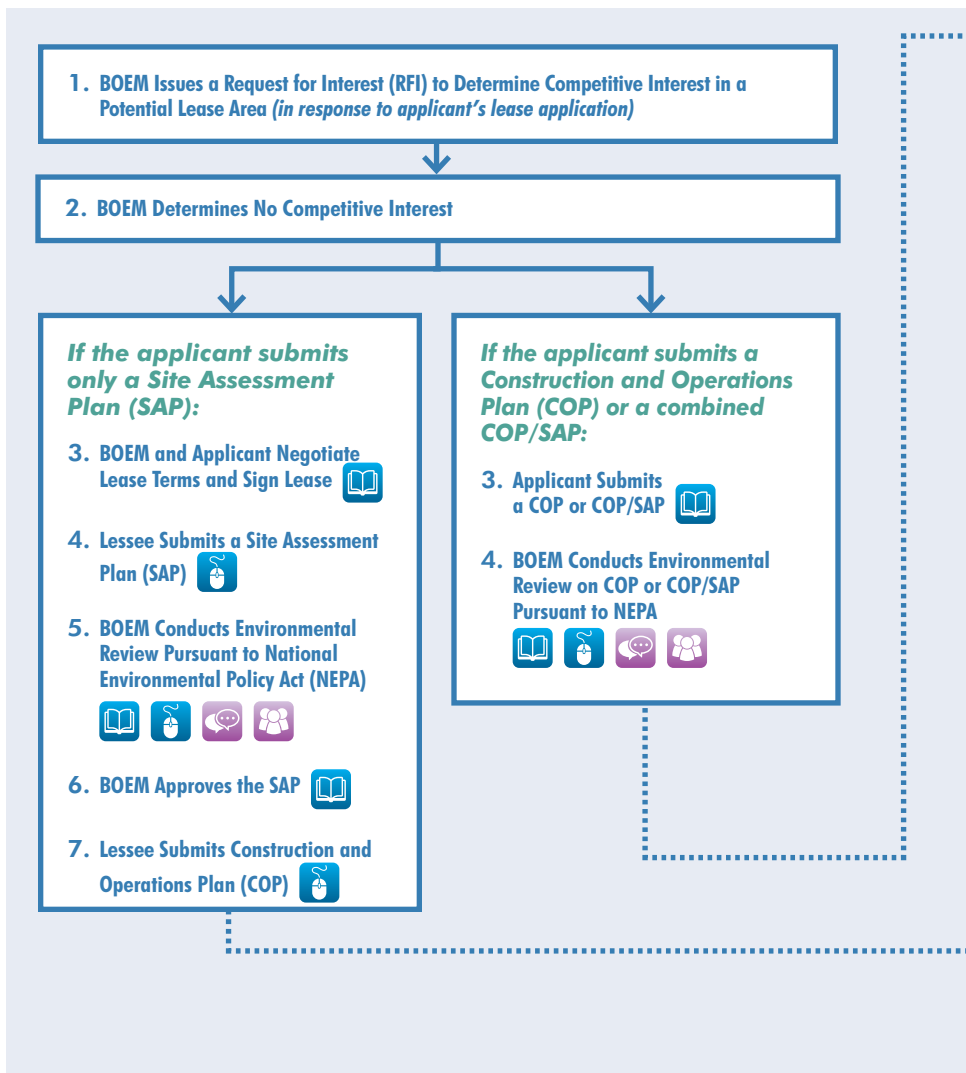 1. BOEM Issues a Request for Interest (RFI) to Determine Competitive Interest in a
Potential Lease Area (in response to applicant's lease application)
2. BOEM Determines No Competitive Interest
If the applicant submits
only a Site Assessment
Plan (SAP):
3. BOEM and Applicant Negotiate
Lease Terms and Sign Lease
4. Lessee Submits a Site Assessment
Plan (SAP)
5. BOEM Conducts Environmental
Review Pursuant to National
Environmental Policy Act (NEPA)
6. BOEM Approves the SAP
7. Lessee Submits Construction and
Operations Plan (COP)
If the applicant submits a
Construction and Operations
Plan (COP) or a combined
COP/SAP:
3. Applicant Submits
a COP or COP/SAP
4. BOEM Conducts Environmental
Review on COP or COP/SAP
Pursuant to NEPA